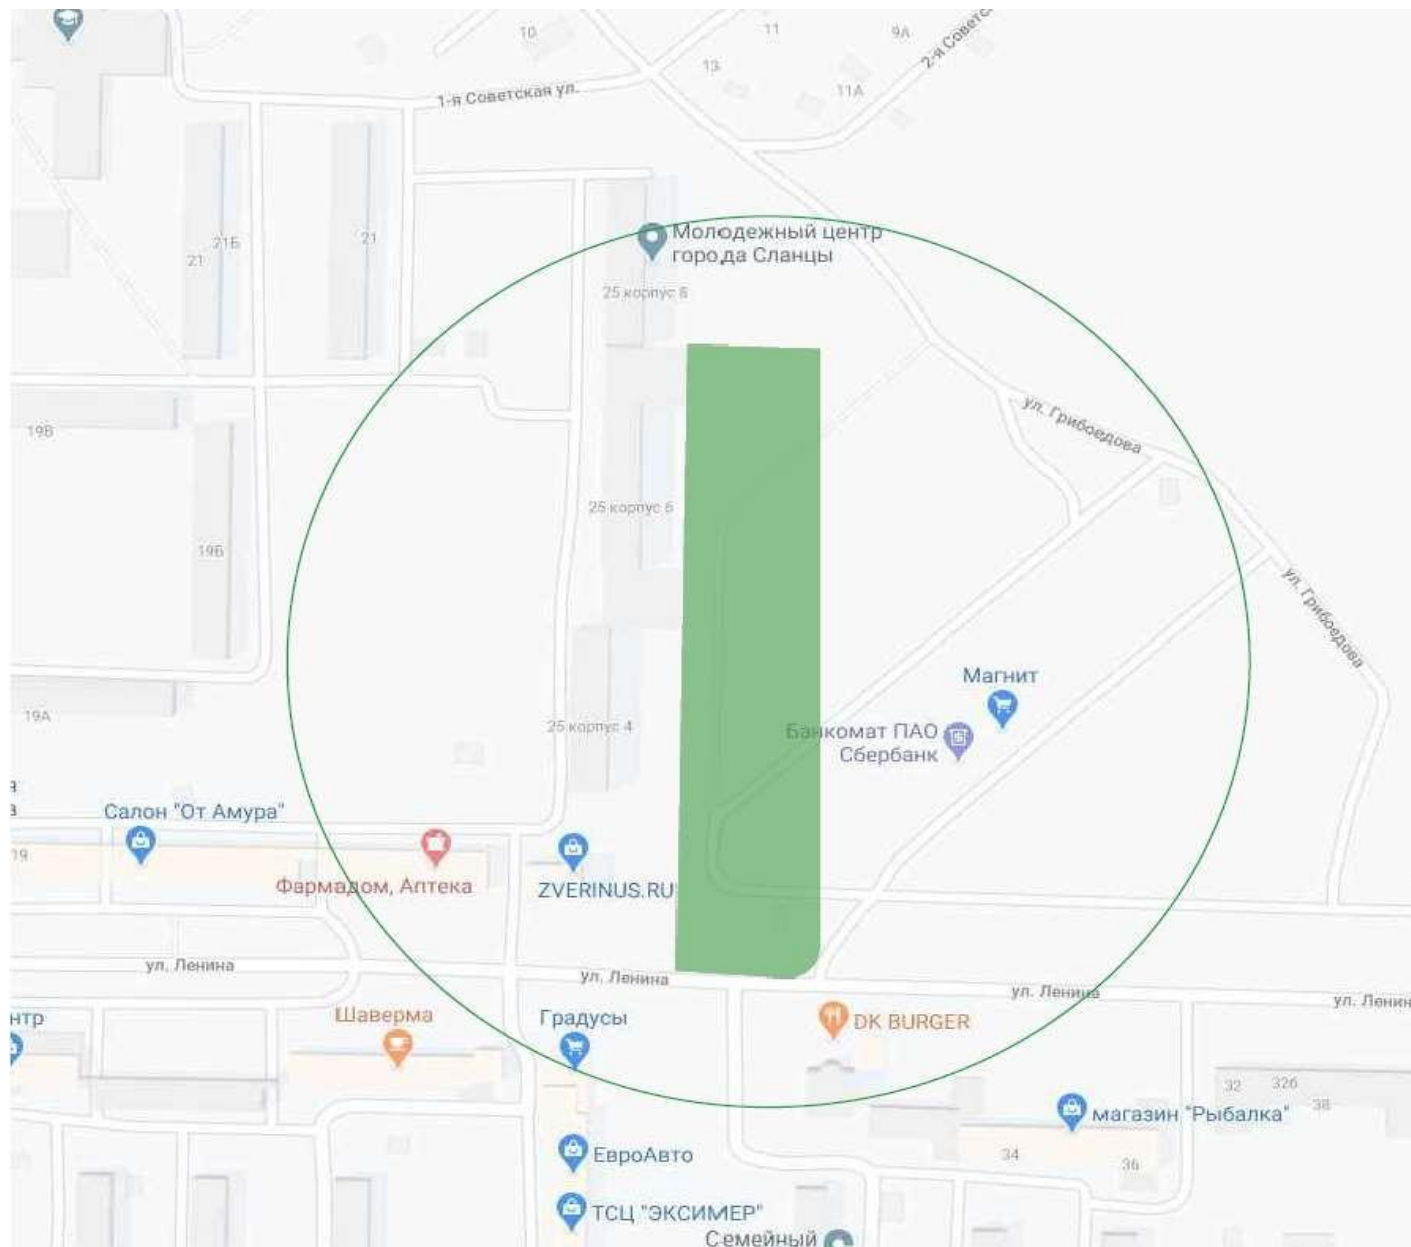 10
11
9А
2-я Советс
13
11А
1-я Советская ул.
Молодежный центр
города Сланцы
21Б
21
21
25 корпус 8
ул. Грибоедова
19В
25 корпус 6
19Б
ул. Грибоедова
Магнит
19А
25 корпус 4
Банкомат ПАО
Сбербанк
я
а
Салон "От Амура"
19
Фармадом, Аптека
ZVERINUS.RU
ул. Ленина
ул. Ленина
ул. Ленина
ул. Ленин
нтр
Шаверма
Градусы
DK BURGER
32
32б
38
магазин "Рыбалка"
ЕвроАвто
34
36
ТСЦ "ЭКСИМЕР"
Семейный